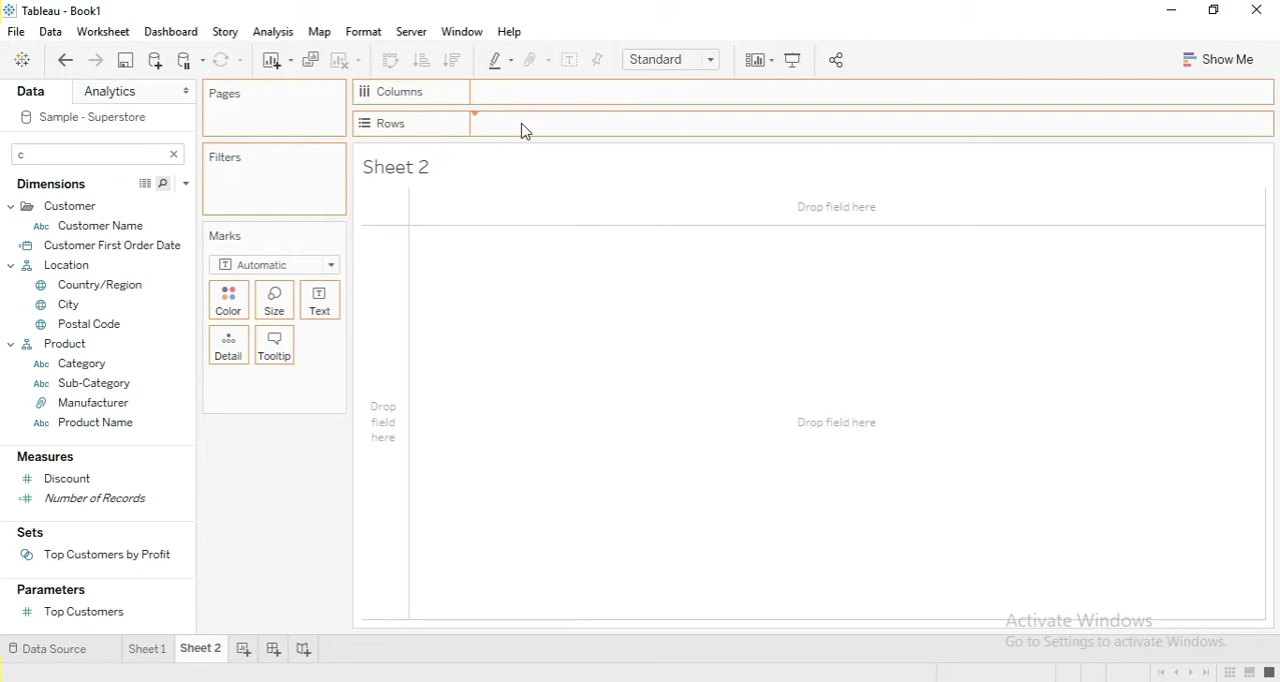 Tableau - Book1
File Data Worksheet Dashboard Story Analysis Map Format Server Window Help
Standard
Show Me
Data Analytics
Sample - Superstore
c
Dimensions
Customer
Abc Customer Name
Customer First Order Date
Location
Country/Region
City
Postal Code
Product
Abc Category
Abc Sub-Category
Manufacturer
Abc Product Name
Measures
# Discount
=# Number of Records
Sets
Top Customers by Profit
Parameters
# Top Customers
Pages
Filters
Marks
Automatic
Color Size Text
Detail Tooltip
Columns
Rows
Sheet 2
Drop field here
Drop
field
here
Drop field here
Activate Windows
Go to Settings to activate Windows.
Data Source Sheet 1 Sheet 2